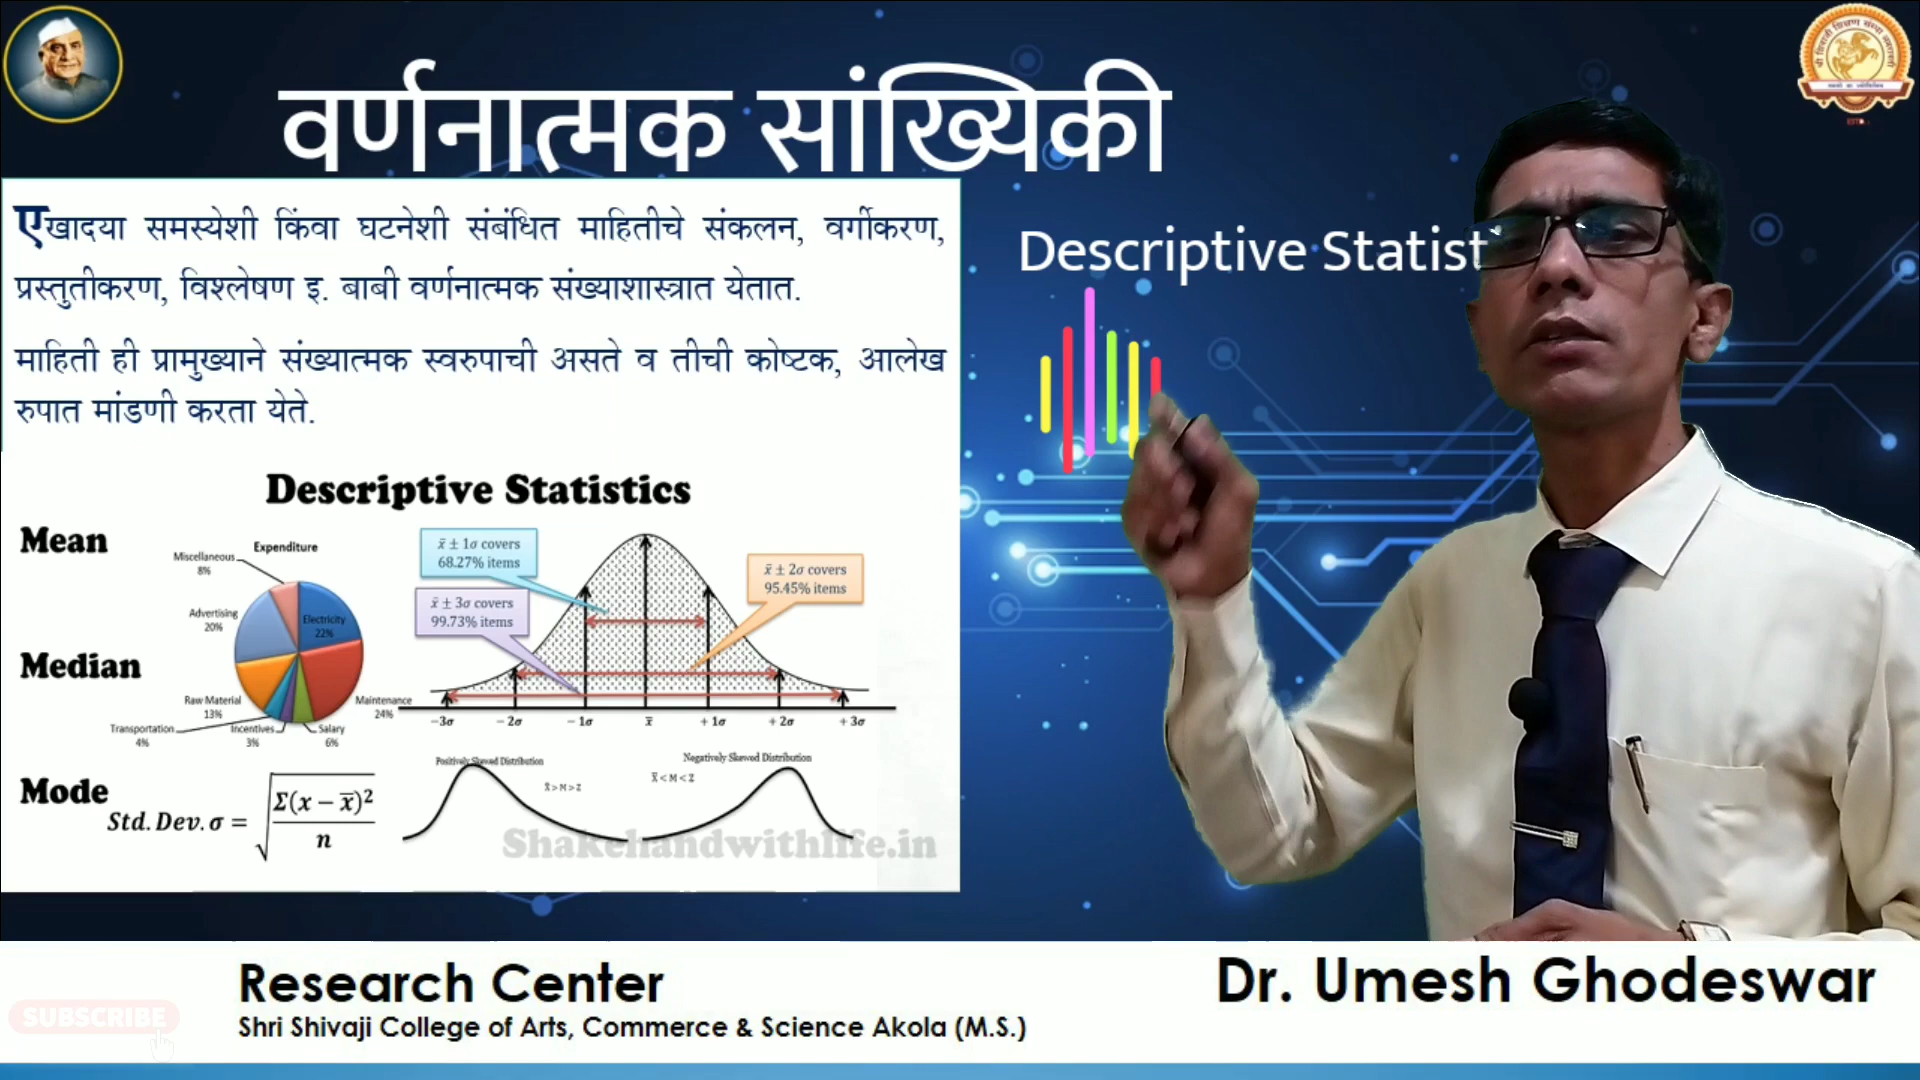 वर्णनात्मक सांख्यिकी
एखादया समस्येशी किंवा घटनेशी संबंधित माहितीचे संकलन, वर्गीकरण,
प्रस्तुतीकरण, विश्लेषण इ. बाबी वर्णनात्मक संख्याशास्त्रात येतात.
माहिती ही प्रामुख्याने संख्यात्मक स्वरुपाची असते व तीची कोष्टक, आलेख
रुपात मांडणी करता येते.
Descriptive Statist
Descriptive Statistics
Mean
Median
Mode
Expenditure
Miscellaneous
8%
Advertising
20%
Electricity
22%
Raw Material
13%
Maintenance
24%
Transportation
4%
Incentives
3%
Salary
6%
x̄ ± 1σ covers
68.27% items
x̄ ± 2σ covers
95.45% items
x̄ ± 3σ covers
99.73% items
−3σ −2σ −1σ x̄ +1σ +2σ +3σ
Positively Skewed Distribution
x̄ > M > Z
Negatively Skewed Distribution
x̄ < M < Z
Std. Dev. σ = √(Σ(x − x̄)²/n)
Shakehandwithlife.in
SUBSCRIBE
Research Center
Shri Shivaji College of Arts, Commerce & Science Akola (M.S.)
Dr. Umesh Ghodeswar